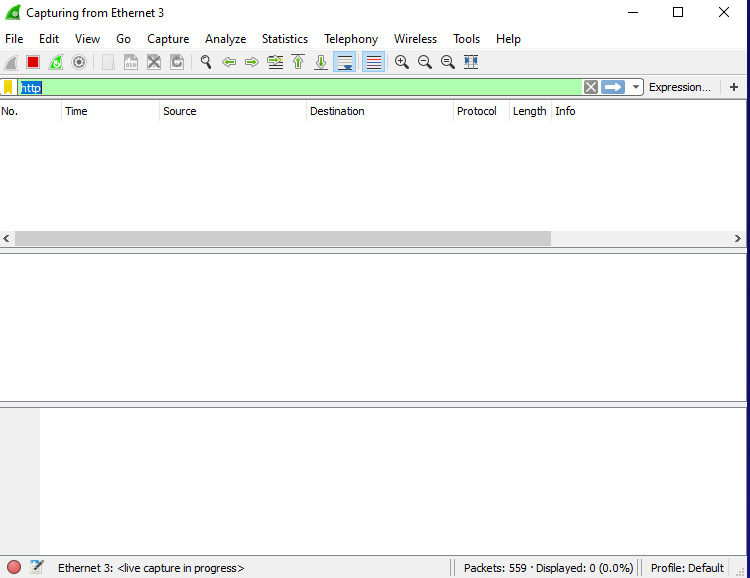 Capturing from Ethernet 3
File Edit View Go Capture Analyze Statistics Telephony Wireless Tools Help
http Expression... +
No. Time Source Destination Protocol Length Info
Ethernet 3: <live capture in progress> Packets: 559 · Displayed: 0 (0.0%) Profile: Default